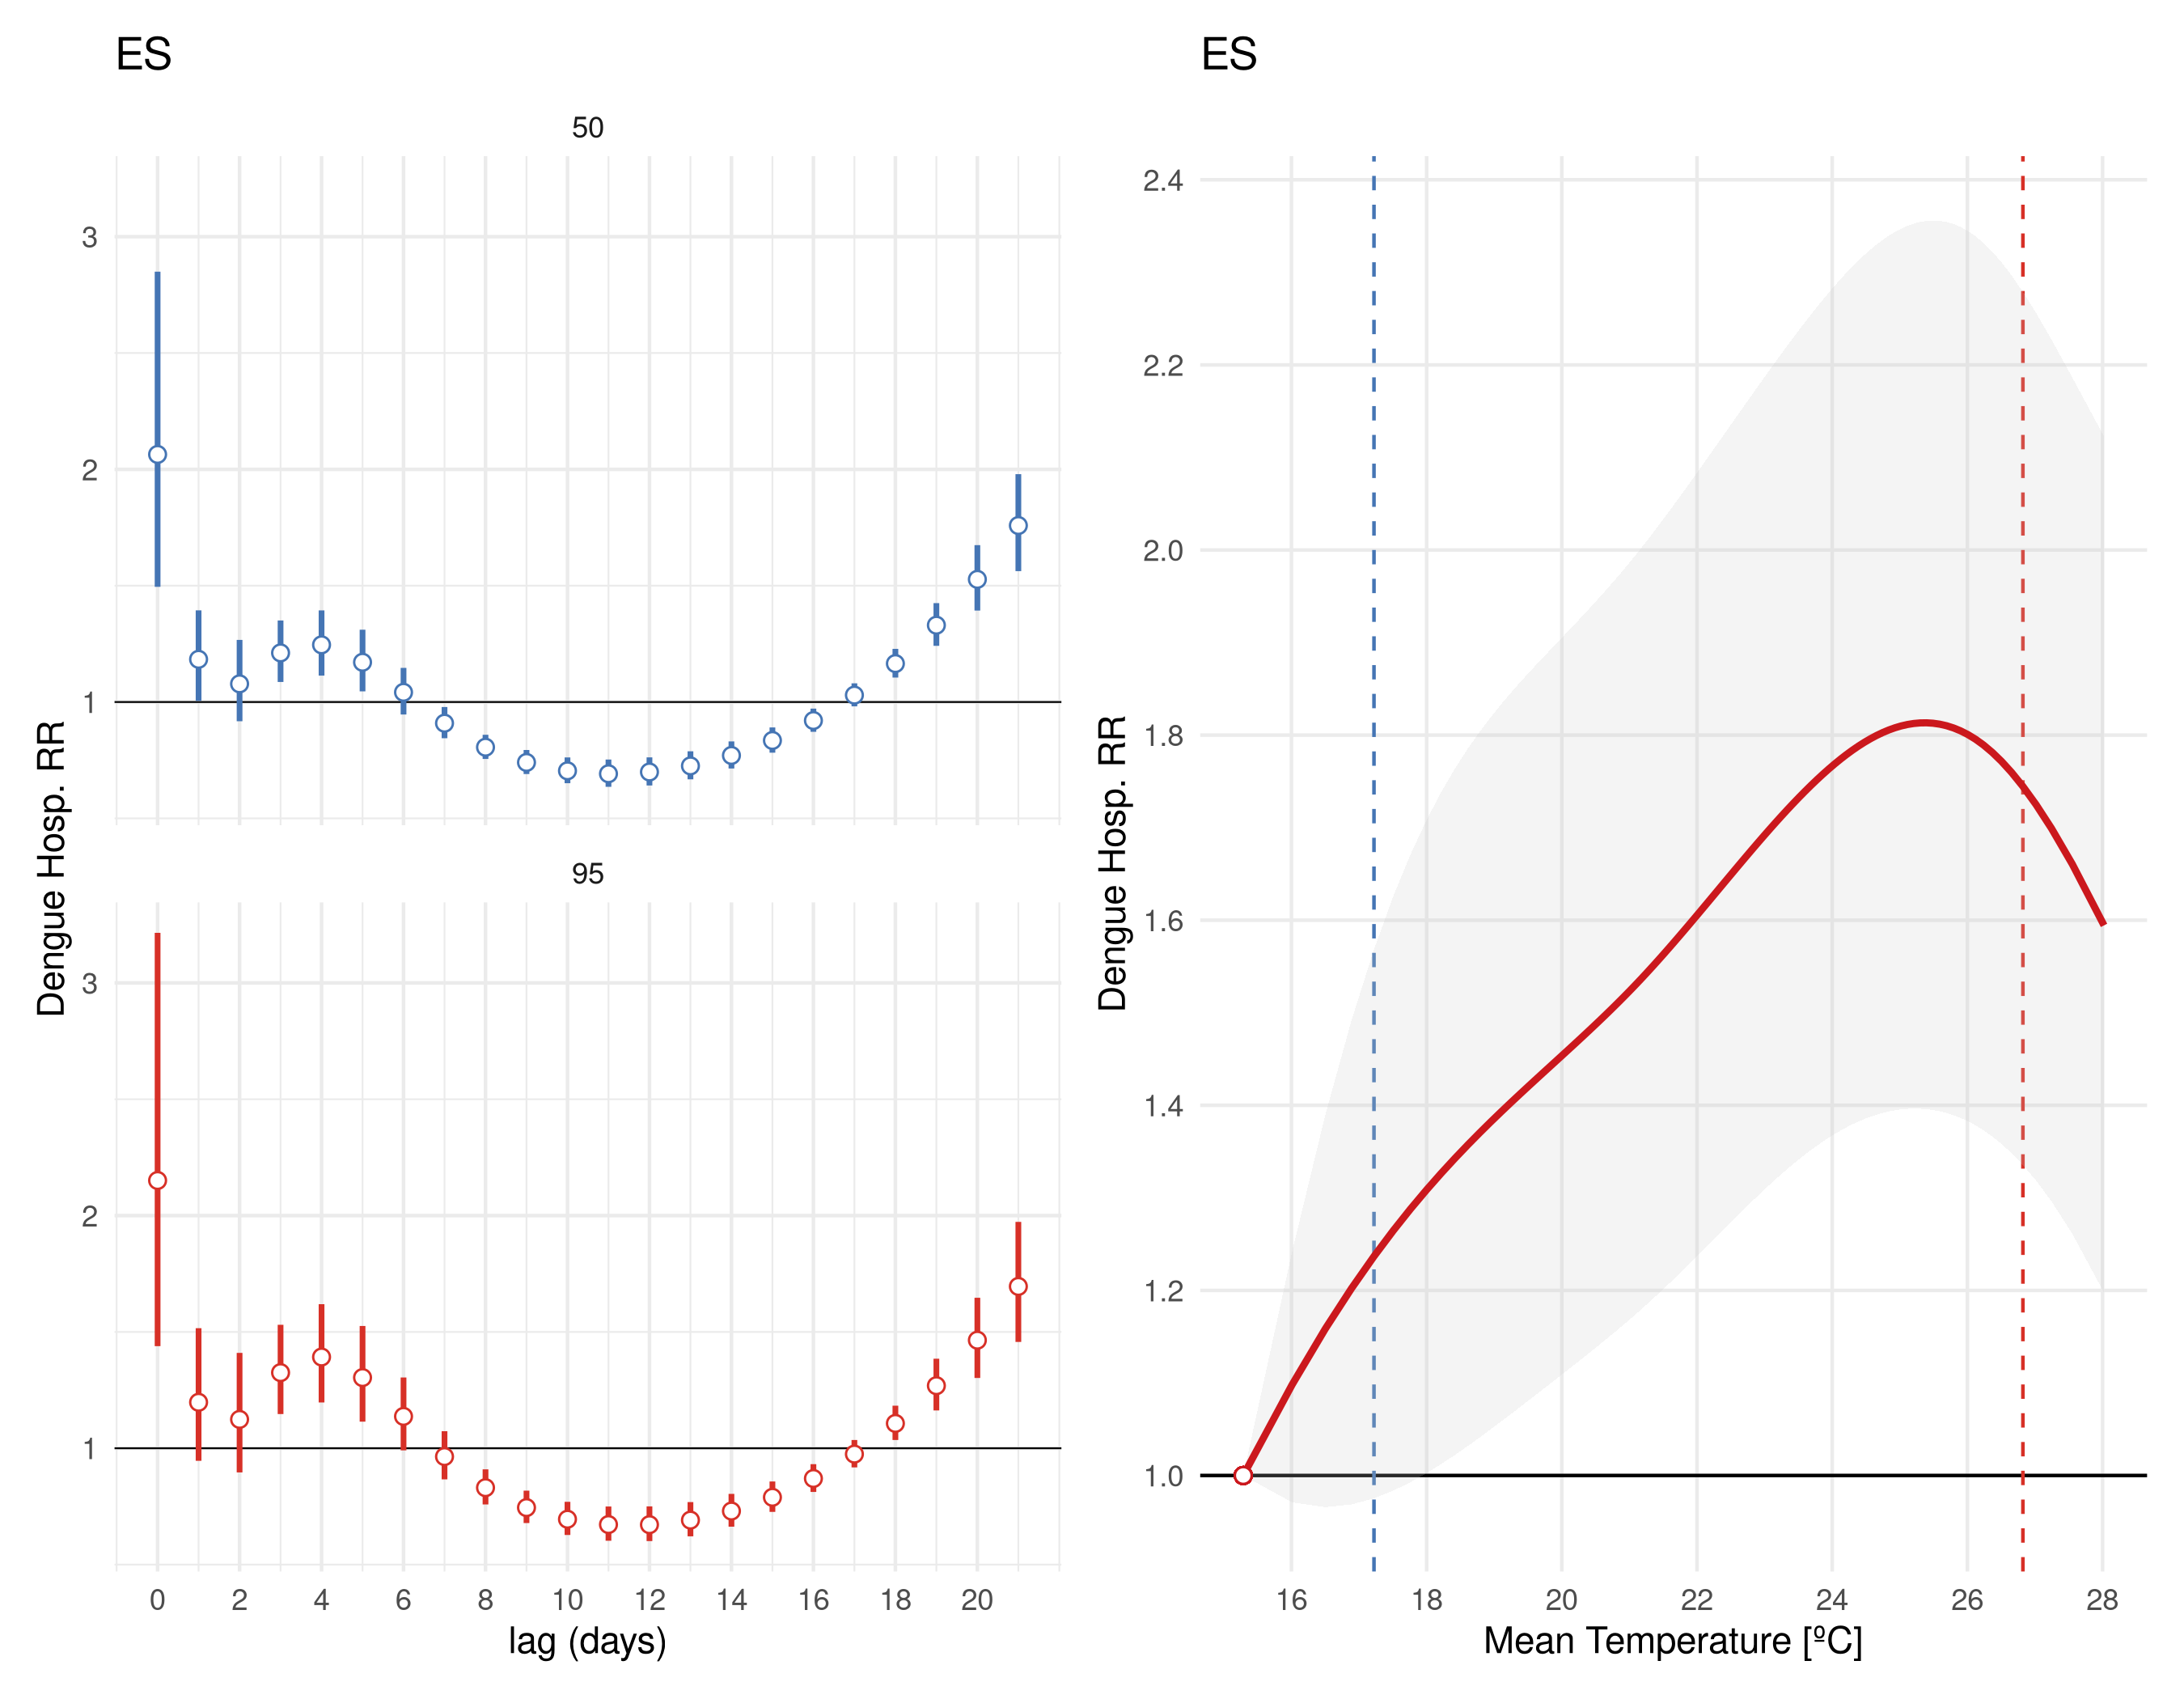 ES
50
3
2
1
95
3
2
1
0 2 4 6 8 10 12 14 16 18 20
lag (days)
Dengue Hosp. RR
ES
2.4
2.2
2.0
1.8
1.6
1.4
1.2
1.0
16 18 20 22 24 26 28
Mean Temperature [ºC]
Dengue Hosp. RR